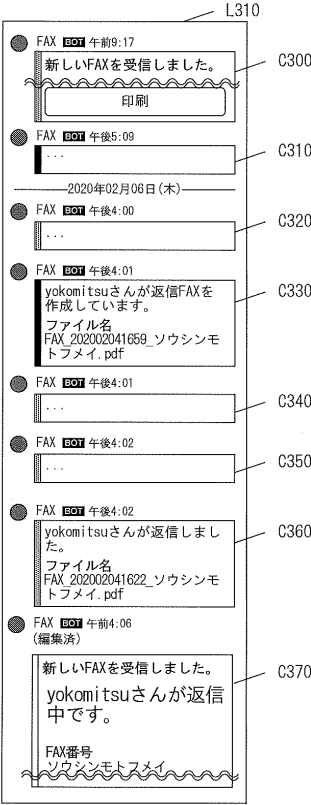 L310
FAX BOT 午前9:17
新しいFAXを受信しました。
C300
印刷
FAX BOT 午後5:09
...
C310
2020年02月06日(木)
FAX BOT 午後4:00
...
C320
FAX BOT 午後4:01
yokomitsuさんが返信FAXを
作成しています。
C330
ファイル名
FAX_202002041659_ソウシンモ
トフメイ.pdf
FAX BOT 午後4:01
...
C340
FAX BOT 午後4:02
...
C350
FAX BOT 午後4:02
yokomitsuさんが返信しまし
た。
C360
ファイル名
FAX_202002041622_ソウシンモ
トフメイ.pdf
FAX BOT 午前4:06
(編集済)
新しいFAXを受信しました。
C370
yokomitsuさんが返信
中です。
FAX番号
ソウシンモトフメイ